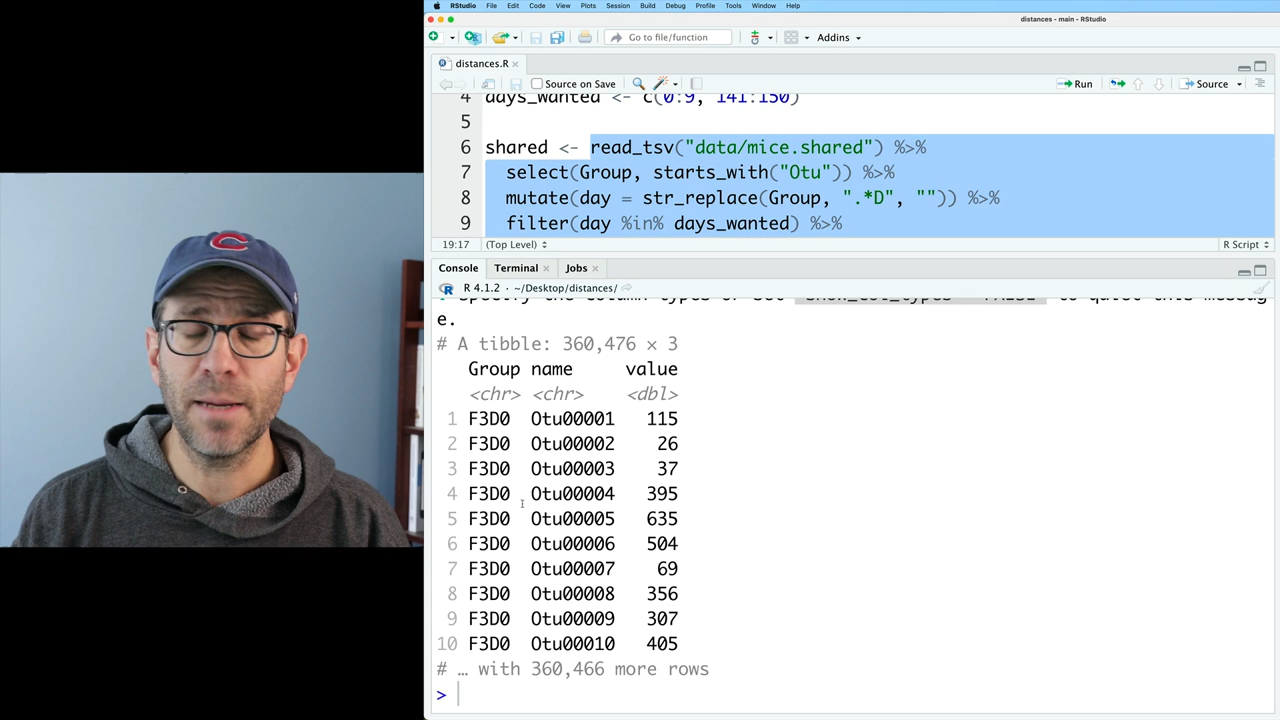 RStudio File Edit Code View Plots Session Build Debug Profile Tools Window Help
distances - main - RStudio
Go to file/function Addins
distances.R
Source on Save Run Source
4 days_wanted <- c(0:9, 141:150)
5
6 shared <- read_tsv("data/mice.shared") %>%
7 select(Group, starts_with("Otu")) %>%
8 mutate(day = str_replace(Group, ".*D", "")) %>%
9 filter(day %in% days_wanted) %>%
19:17 (Top Level) R Script
Console Terminal Jobs
R 4.1.2 · ~/Desktop/distances/
to quiet this messag
e.
# A tibble: 360,476 × 3
Group name value
<chr> <chr> <dbl>
1 F3D0 Otu00001 115
2 F3D0 Otu00002 26
3 F3D0 Otu00003 37
4 F3D0 Otu00004 395
5 F3D0 Otu00005 635
6 F3D0 Otu00006 504
7 F3D0 Otu00007 69
8 F3D0 Otu00008 356
9 F3D0 Otu00009 307
10 F3D0 Otu00010 405
# … with 360,466 more rows
>